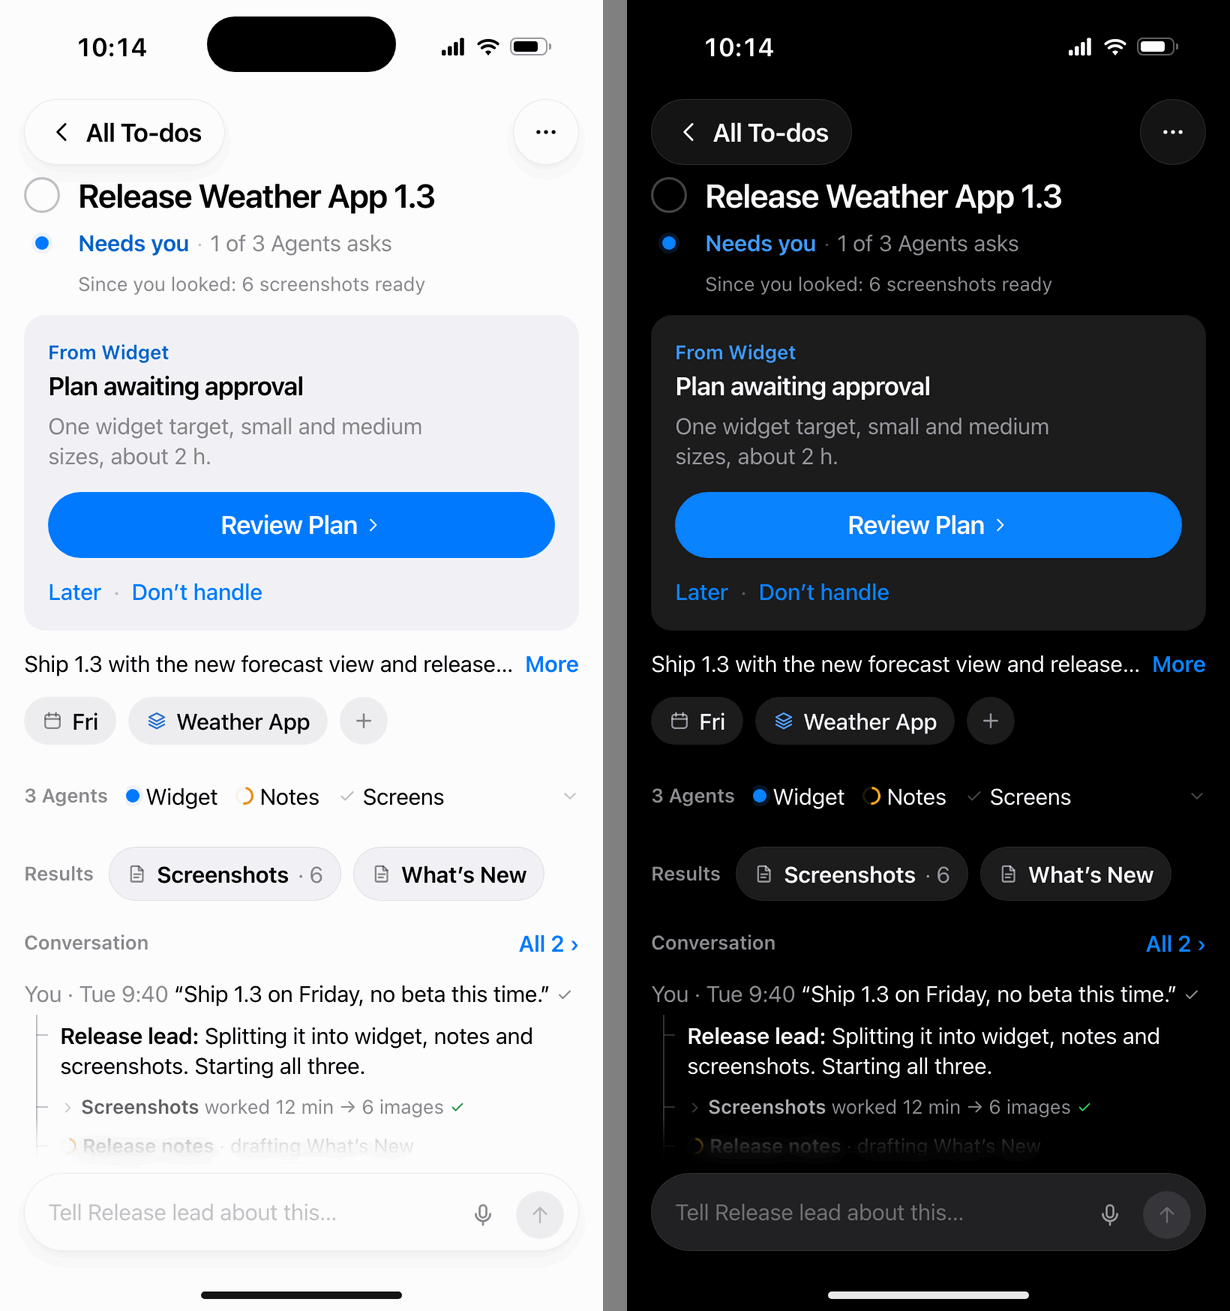 10:14
All To-dos
Release Weather App 1.3
Needs you · 1 of 3 Agents asks
Since you looked: 6 screenshots ready
From Widget
Plan awaiting approval
One widget target, small and medium
sizes, about 2 h.
Review Plan
Later · Don’t handle
Ship 1.3 with the new forecast view and release... More
Fri Weather App
3 Agents Widget Notes Screens
Results Screenshots · 6 What’s New
Conversation All 2 ›
You · Tue 9:40 “Ship 1.3 on Friday, no beta this time.” ✓
Release lead: Splitting it into widget, notes and
screenshots. Starting all three.
Screenshots worked 12 min → 6 images ✓
Release notes · drafting What’s New
Tell Release lead about this...
10:14
All To-dos
Release Weather App 1.3
Needs you · 1 of 3 Agents asks
Since you looked: 6 screenshots ready
From Widget
Plan awaiting approval
One widget target, small and medium
sizes, about 2 h.
Review Plan
Later · Don’t handle
Ship 1.3 with the new forecast view and release... More
Fri Weather App
3 Agents Widget Notes Screens
Results Screenshots · 6 What’s New
Conversation All 2 ›
You · Tue 9:40 “Ship 1.3 on Friday, no beta this time.” ✓
Release lead: Splitting it into widget, notes and
screenshots. Starting all three.
Screenshots worked 12 min → 6 images ✓
Release notes · drafting What’s New
Tell Release lead about this...